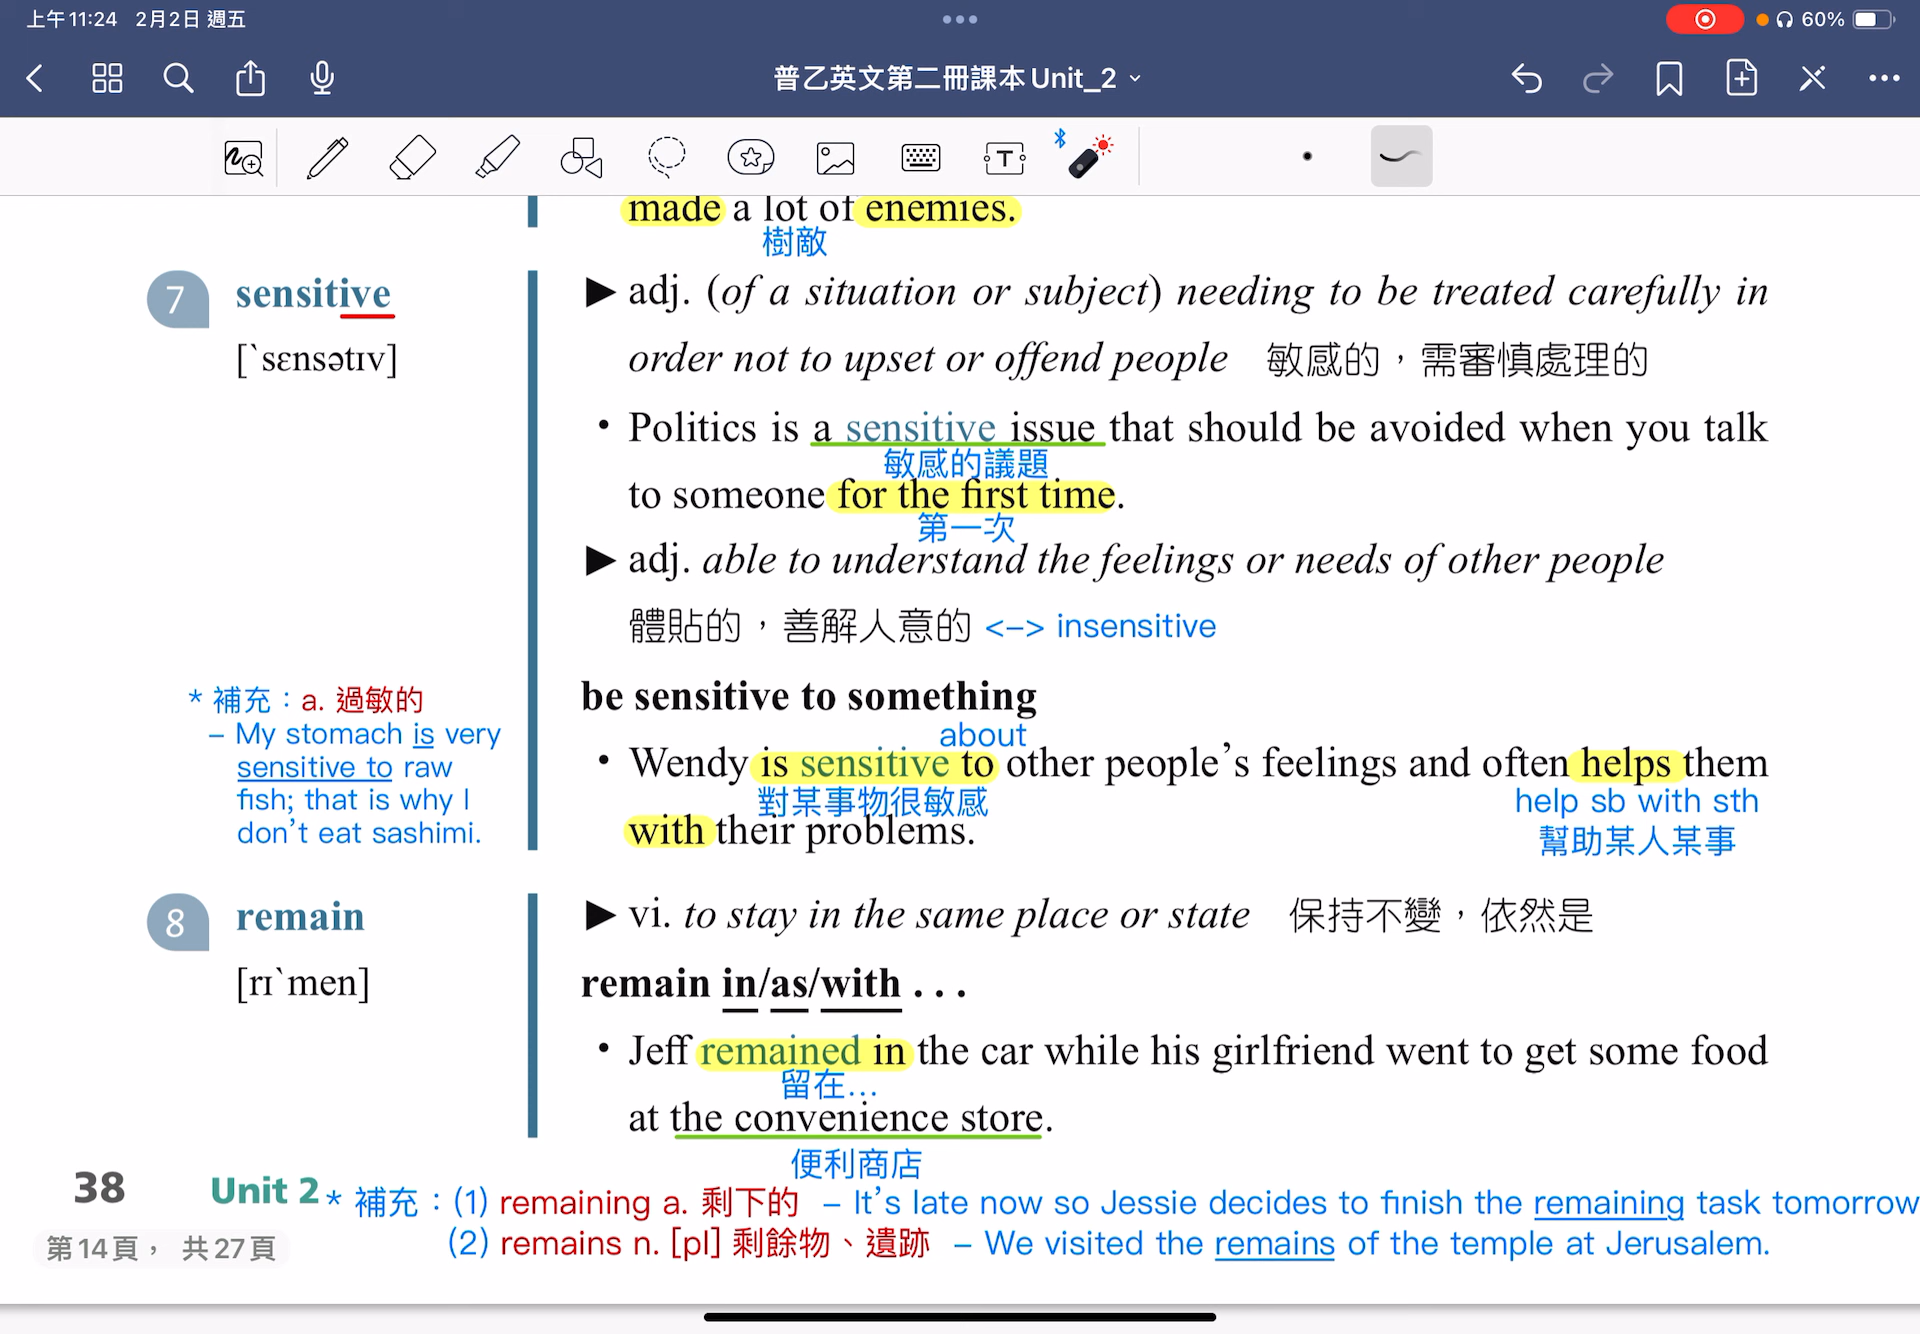 上午11:24 2月2日 週五
60%
普乙英文第二冊課本Unit_2
made a lot of enemies.
樹敵
7 sensitive
[ˋsɛnsətɪv]
▶ adj. (of a situation or subject) needing to be treated carefully in
order not to upset or offend people 敏感的，需審慎處理的
• Politics is a sensitive issue that should be avoided when you talk
敏感的議題
to someone for the first time.
第一次
▶ adj. able to understand the feelings or needs of other people
體貼的，善解人意的 <-> insensitive
* 補充：a. 過敏的
– My stomach is very
sensitive to raw
fish; that is why I
don't eat sashimi.
be sensitive to something
about
• Wendy is sensitive to other people's feelings and often helps them
對某事物很敏感
help sb with sth
with their problems.
幫助某人某事
8 remain
[rɪˋmen]
▶ vi. to stay in the same place or state 保持不變，依然是
remain in/as/with . . .
• Jeff remained in the car while his girlfriend went to get some food
留在...
at the convenience store.
便利商店
38 Unit 2
* 補充：(1) remaining a. 剩下的 – It's late now so Jessie decides to finish the remaining task tomorrow
(2) remains n. [pl] 剩餘物、遺跡 – We visited the remains of the temple at Jerusalem.
第14頁， 共27頁